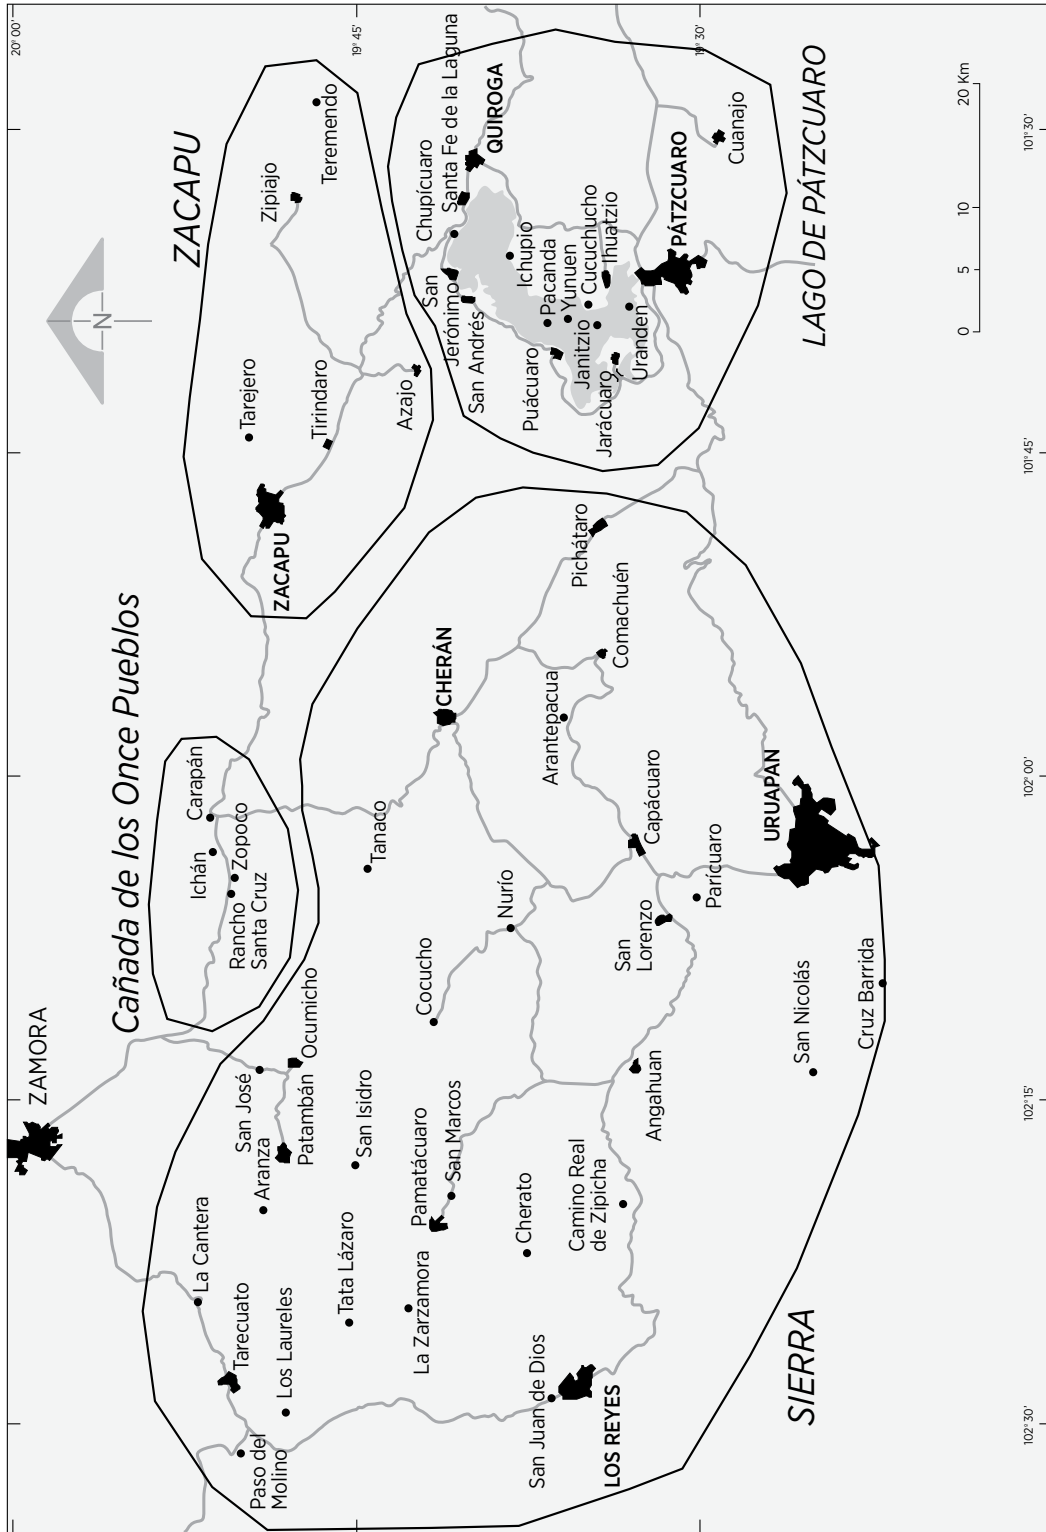 ZAMORA
Cañada de los Once Pueblos
ZACAPU
LAGO DE PÁTZCUARO
SIERRA
N
20° 00'
19° 45'
19° 30'
102° 30'
102° 15'
102° 00'
101° 45'
101° 30'
0
5
10
20 Km
Carapán
Ichán
Zopoco
Rancho
Santa Cruz
ZACAPU
Tarejero
Tirindaro
Azajo
Zipiajo
Teremendo
Chupícuaro
Santa Fe de la Laguna
QUIROGA
San
Jerónimo
San Andrés
Ichupio
Pacanda
Yunuen
Cucuchucho
Ihuatzio
Puácuaro
Janitzio
Jarácuaro
Uranden
PÁTZCUARO
Cuanajo
La Cantera
Tarecuato
Los Laureles
Paso del
Molino
San José
Ocumicho
Aranza
Patambán
San Isidro
Tata Lázaro
Tanaco
CHERÁN
Pamatácuaro
San Marcos
Cocucho
La Zarzamora
Nurío
Cherato
Arantepacua
Pichátaro
Comachuén
San Juan de Dios
LOS REYES
Camino Real
de Zipicha
Angahuan
San
Lorenzo
Capácuaro
Parícuaro
URUAPAN
San Nicolás
Cruz Barrida